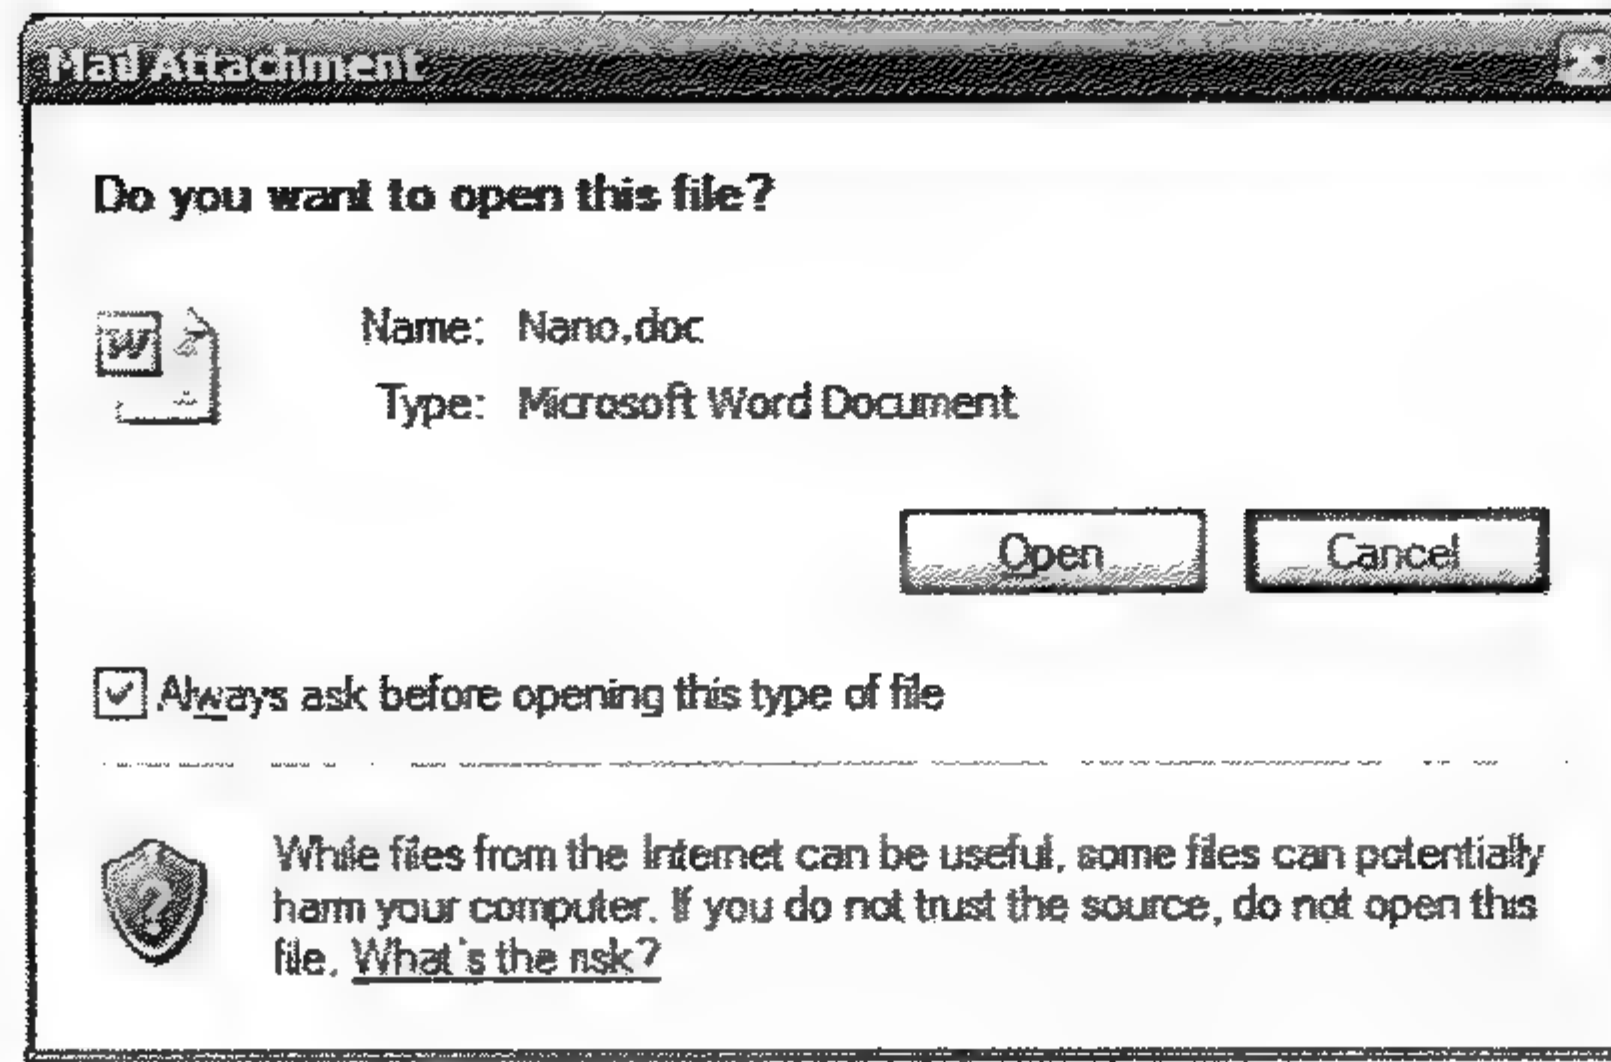 Mail Attachment
Do you want to open this file?
W
Name: Nano.doc
Type: Microsoft Word Document
Open Cancel
Always ask before opening this type of file
?
While files from the Internet can be useful, some files can potentially
harm your computer. If you do not trust the source, do not open this
file. What's the risk?